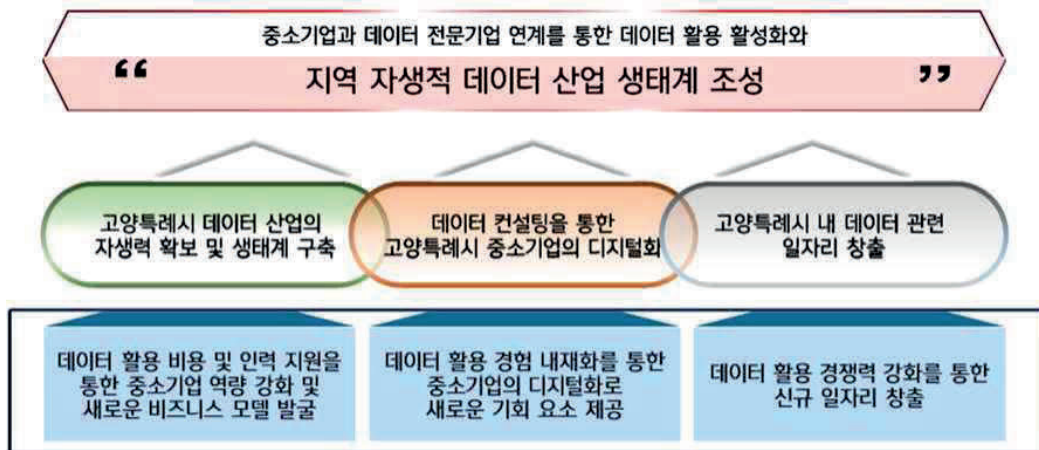 중소기업과 데이터 전문기업 연계를 통한 데이터 활용 활성화와
“ 지역 자생적 데이터 산업 생태계 조성 ”
고양특례시 데이터 산업의
자생력 확보 및 생태계 구축
데이터 컨설팅을 통한
고양특례시 중소기업의 디지털화
고양특례시 내 데이터 관련
일자리 창출
데이터 활용 비용 및 인력 지원을
통한 중소기업 역량 강화 및
새로운 비즈니스 모델 발굴
데이터 활용 경험 내재화를 통한
중소기업의 디지털화로
새로운 기회 요소 제공
데이터 활용 경쟁력 강화를 통한
신규 일자리 창출